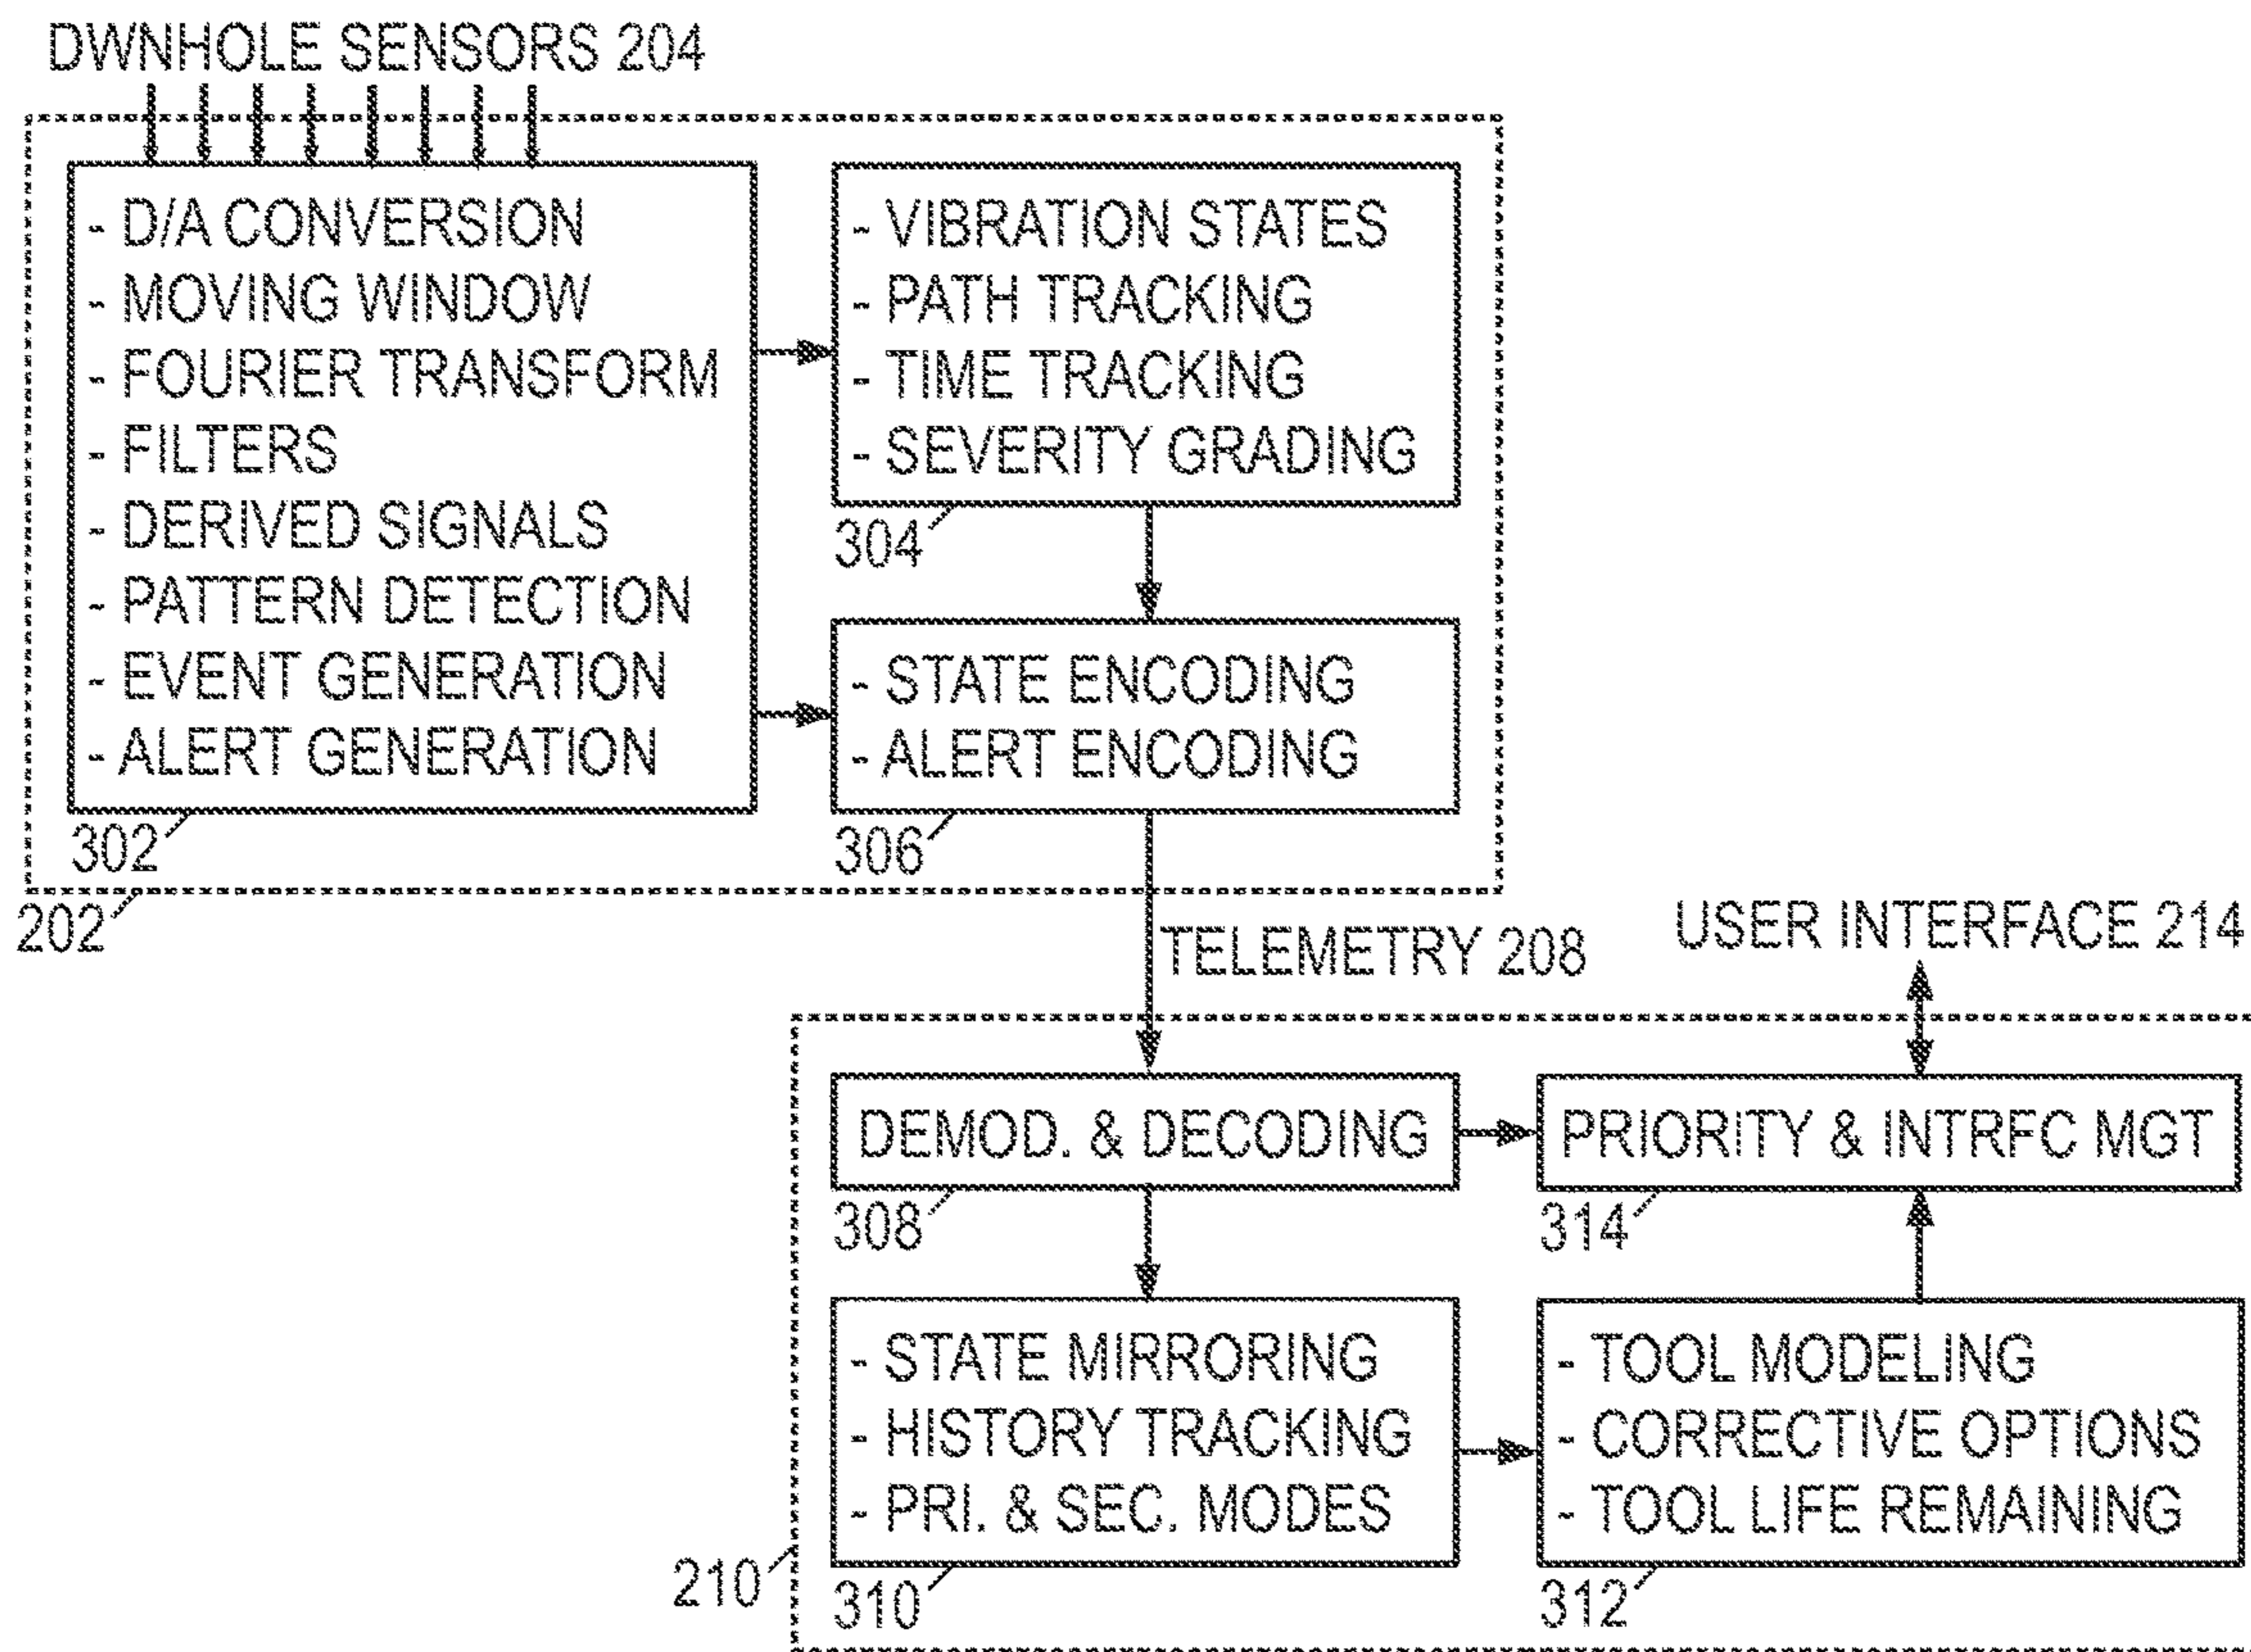 DWNHOLE SENSORS 204
- D/A CONVERSION
- MOVING WINDOW
- FOURIER TRANSFORM
- FILTERS
- DERIVED SIGNALS
- PATTERN DETECTION
- EVENT GENERATION
- ALERT GENERATION
302
- VIBRATION STATES
- PATH TRACKING
- TIME TRACKING
- SEVERITY GRADING
304
- STATE ENCODING
- ALERT ENCODING
306
202
TELEMETRY 208
USER INTERFACE 214
DEMOD. & DECODING
308
PRIORITY & INTRFC MGT
314
- STATE MIRRORING
- HISTORY TRACKING
- PRI. & SEC. MODES
310
- TOOL MODELING
- CORRECTIVE OPTIONS
- TOOL LIFE REMAINING
312
210